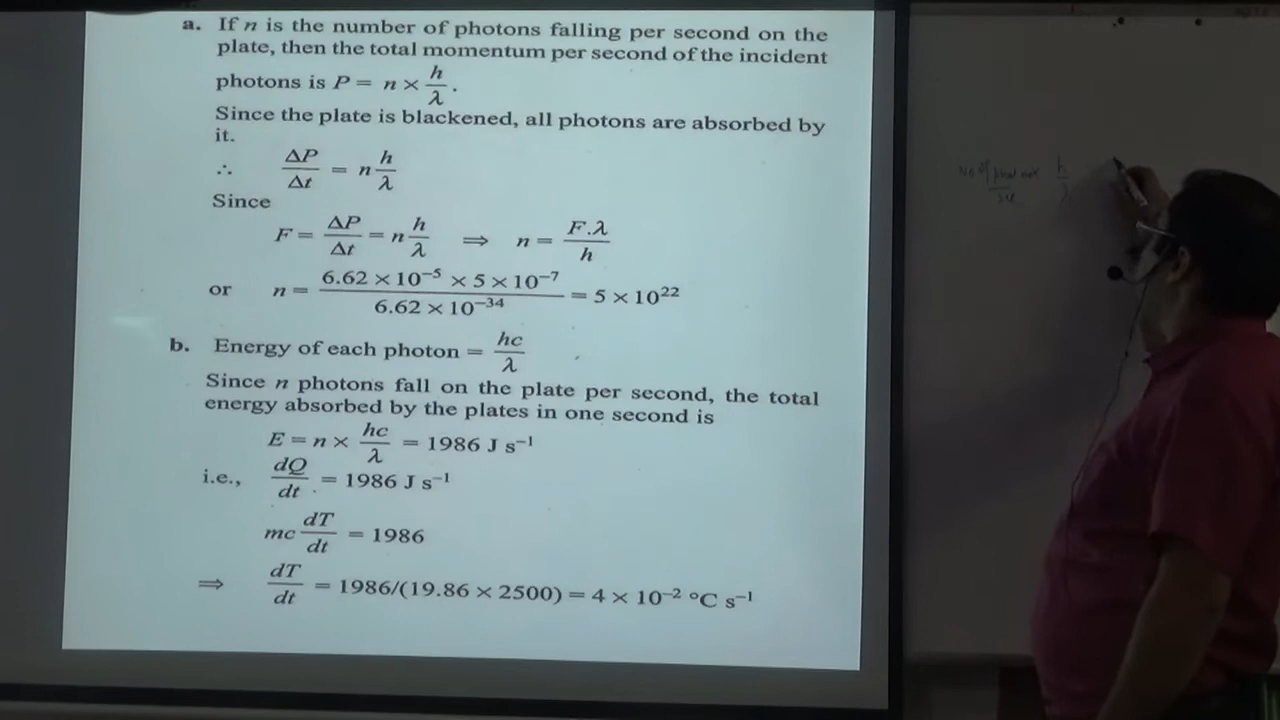 a. If n is the number of photons falling per second on the
plate, then the total momentum per second of the incident
photons is P = n × h/λ.
Since the plate is blackened, all photons are absorbed by
it.
∴ ΔP/Δt = n h/λ
Since
F = ΔP/Δt = n h/λ ⟹ n = F.λ/h
or n = 6.62 × 10⁻⁵ × 5 × 10⁻⁷/6.62 × 10⁻³⁴ = 5 × 10²²
b. Energy of each photon = hc/λ
Since n photons fall on the plate per second, the total
energy absorbed by the plates in one second is
E = n × hc/λ = 1986 J s⁻¹
i.e., dQ/dt = 1986 J s⁻¹
mc dT/dt = 1986
⟹ dT/dt = 1986/(19.86 × 2500) = 4 × 10⁻² °C s⁻¹
No of h/λ